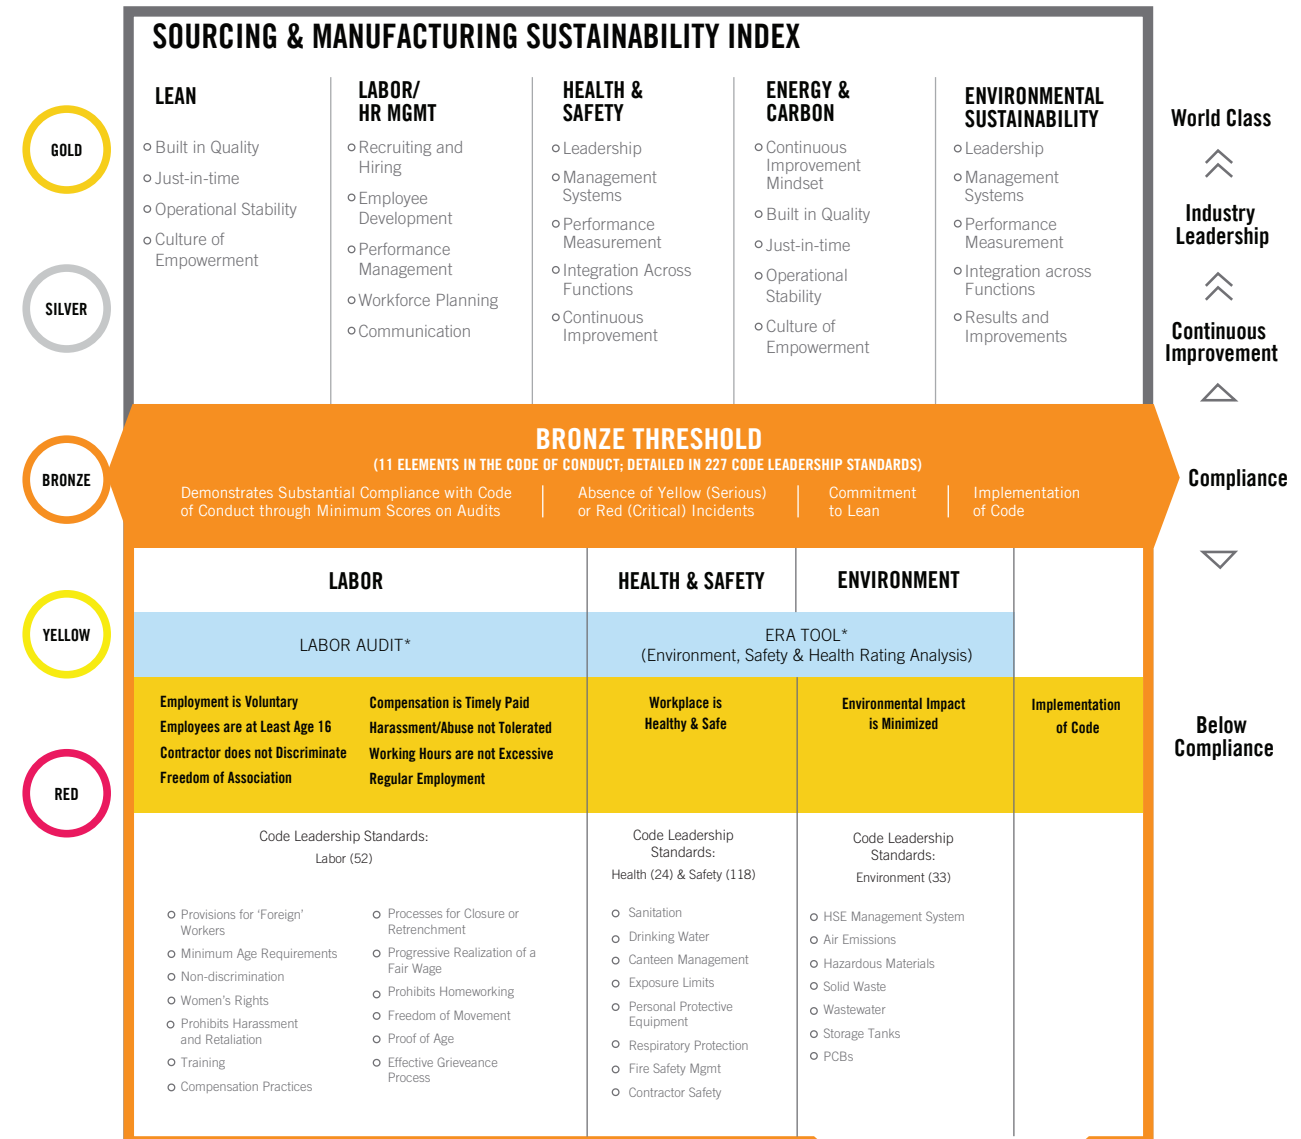 SOURCING & MANUFACTURING SUSTAINABILITY INDEX
GOLD
SILVER
BRONZE
YELLOW
RED
LEAN
Built in Quality
Just-in-time
Operational Stability
Culture of
Empowerment
LABOR/
HR MGMT
Recruiting and
Hiring
Employee
Development
Performance
Management
Workforce Planning
Communication
HEALTH &
SAFETY
Leadership
Management
Systems
Performance
Measurement
Integration Across
Functions
Continuous
Improvement
ENERGY &
CARBON
Continuous
Improvement
Mindset
Built in Quality
Just-in-time
Operational
Stability
Culture of
Empowerment
ENVIRONMENTAL
SUSTAINABILITY
Leadership
Management
Systems
Performance
Measurement
Integration across
Functions
Results and
Improvements
World Class
Industry
Leadership
Continuous
Improvement
Compliance
Below
Compliance
BRONZE THRESHOLD
(11 ELEMENTS IN THE CODE OF CONDUCT; DETAILED IN 227 CODE LEADERSHIP STANDARDS)
Demonstrates Substantial Compliance with Code
of Conduct through Minimum Scores on Audits
Absence of Yellow (Serious)
or Red (Critical) Incidents
Commitment
to Lean
Implementation
of Code
LABOR
HEALTH & SAFETY
ENVIRONMENT
LABOR AUDIT*
ERA TOOL*
(Environment, Safety & Health Rating Analysis)
Employment is Voluntary
Employees are at Least Age 16
Contractor does not Discriminate
Freedom of Association
Compensation is Timely Paid
Harassment/Abuse not Tolerated
Working Hours are not Excessive
Regular Employment
Workplace is
Healthy & Safe
Environmental Impact
is Minimized
Implementation
of Code
Code Leadership Standards:
Labor (52)
Provisions for ‘Foreign’
Workers
Minimum Age Requirements
Non-discrimination
Women’s Rights
Prohibits Harassment
and Retaliation
Training
Compensation Practices
Processes for Closure or
Retrenchment
Progressive Realization of a
Fair Wage
Prohibits Homeworking
Freedom of Movement
Proof of Age
Effective Grieveance
Process
Code Leadership
Standards:
Health (24) & Safety (118)
Sanitation
Drinking Water
Canteen Management
Exposure Limits
Personal Protective
Equipment
Respiratory Protection
Fire Safety Mgmt
Contractor Safety
Code Leadership
Standards:
Environment (33)
HSE Management System
Air Emissions
Hazardous Materials
Solid Waste
Wastewater
Storage Tanks
PCBs